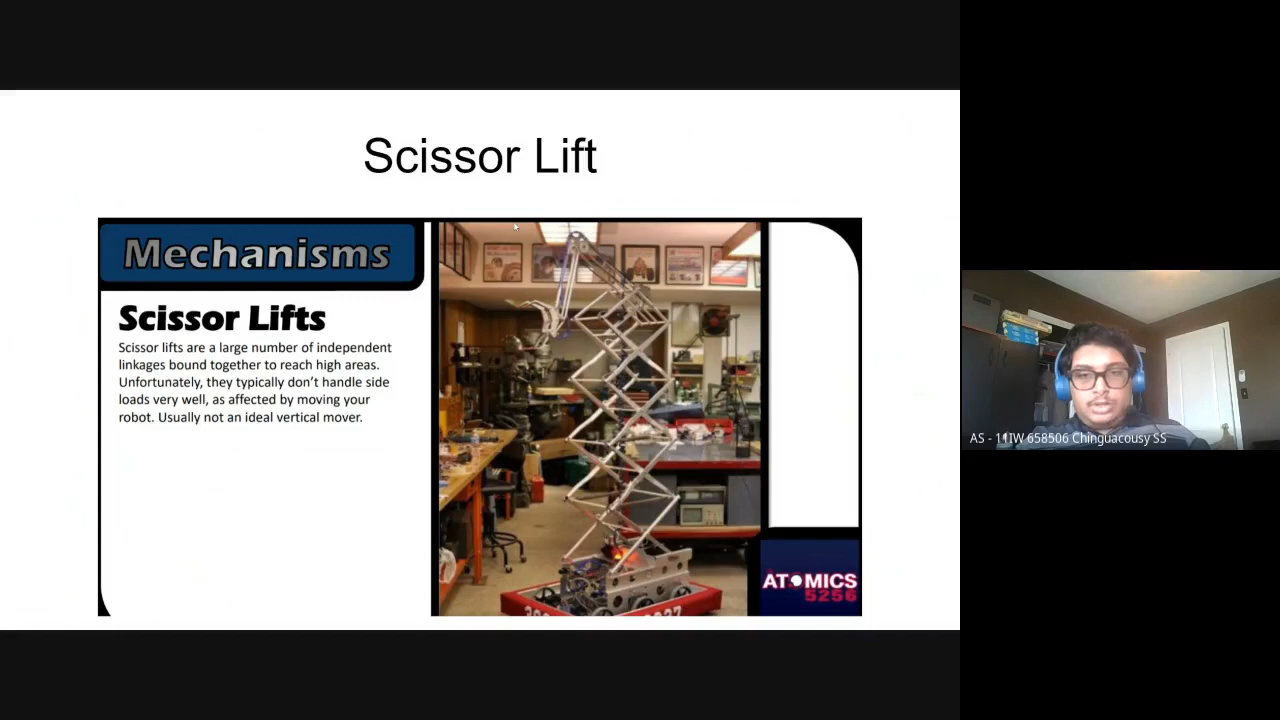 Scissor Lift
Mechanisms
Scissor Lifts
Scissor lifts are a large number of independent
linkages bound together to reach high areas.
Unfortunately, they typically don't handle side
loads very well, as affected by moving your
robot. Usually not an ideal vertical mover.
ATOMICS
5256
AS - 11IW 658506 Chinguacousy SS